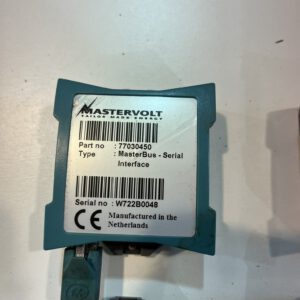 MASTERVOLT
TAILOR MADE ENERGY
Part no : 77030450
Type : MasterBus - Serial
Interface
Serial no : W722B0048
CE Manufactured in the
Netherlands